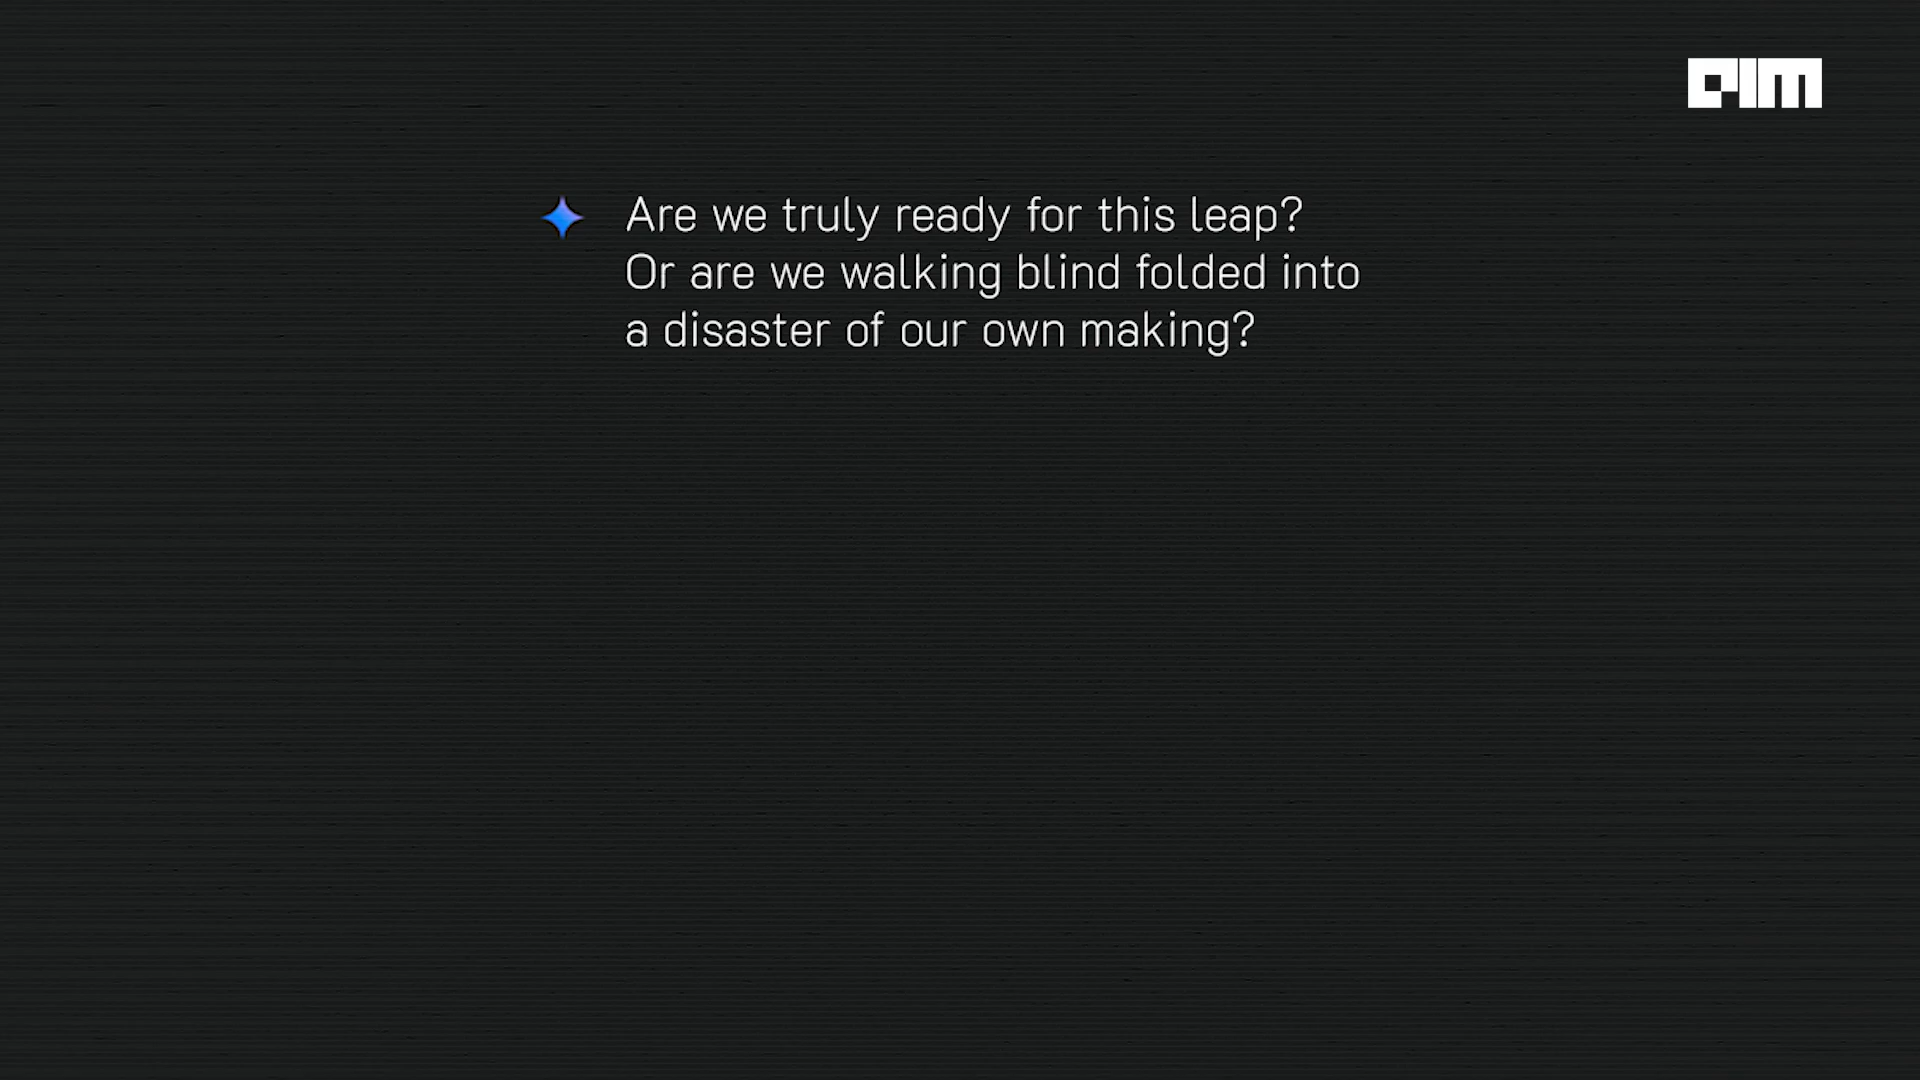 AIM
Are we truly ready for this leap?
Or are we walking blind folded into
a disaster of our own making?